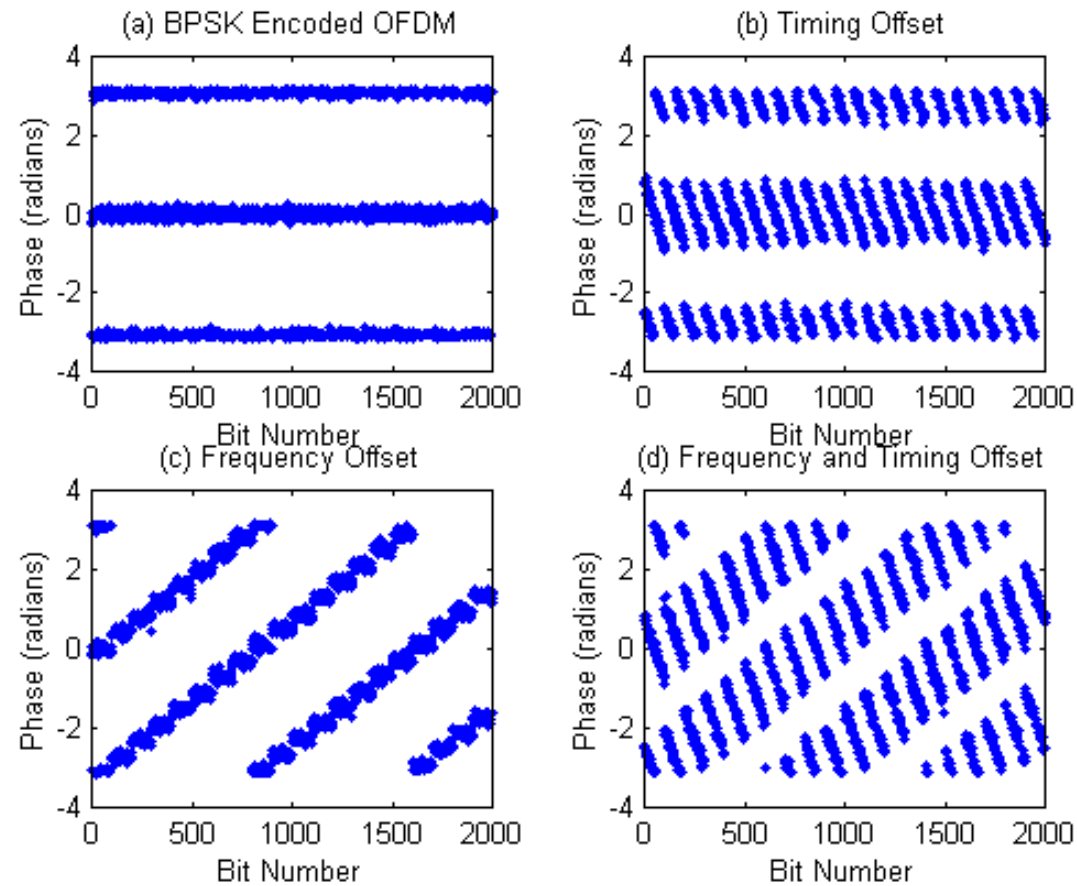 (a) BPSK Encoded OFDM
4
2
0
-2
-4
Phase (radians)
0 500 1000 1500 2000
Bit Number
(b) Timing Offset
4
2
0
-2
-4
Phase (radians)
0 500 1000 1500 2000
Bit Number
(c) Frequency Offset
4
2
0
-2
-4
Phase (radians)
0 500 1000 1500 2000
Bit Number
(d) Frequency and Timing Offset
4
2
0
-2
-4
Phase (radians)
0 500 1000 1500 2000
Bit Number